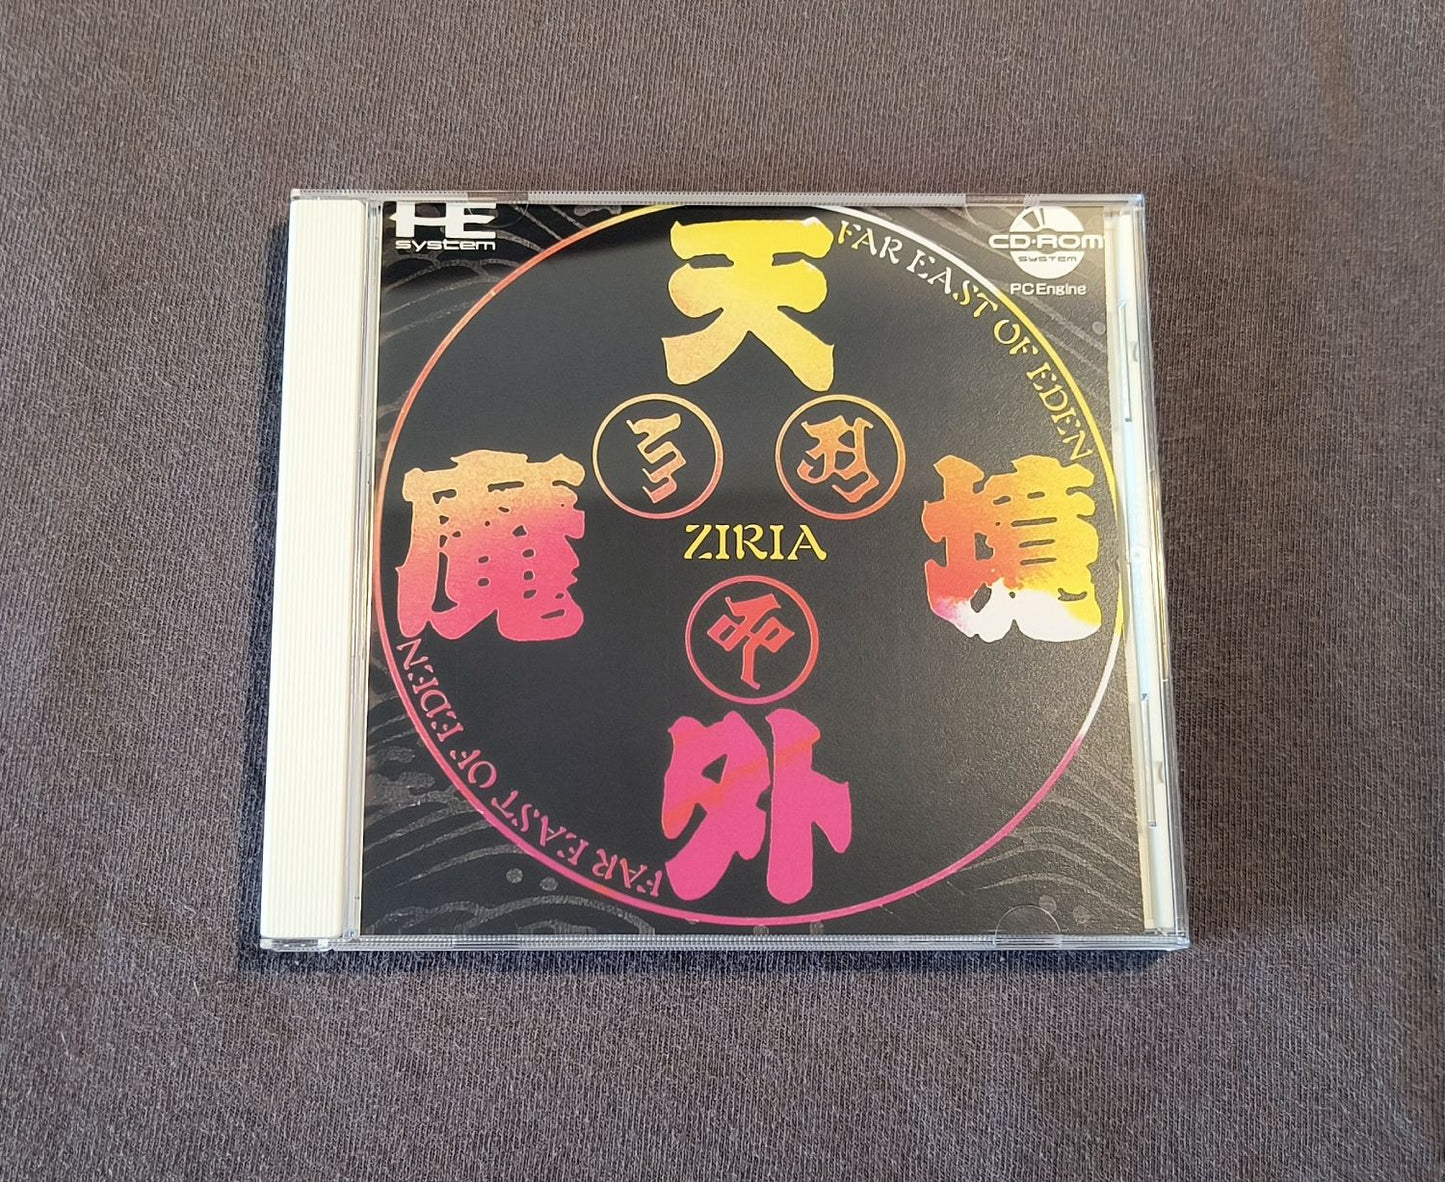 HE
system
CD-ROM
SYSTEM
PC Engine
天
外
魔
境
FAR EAST OF EDEN
ZIRIA
FAR EAST OF EDEN